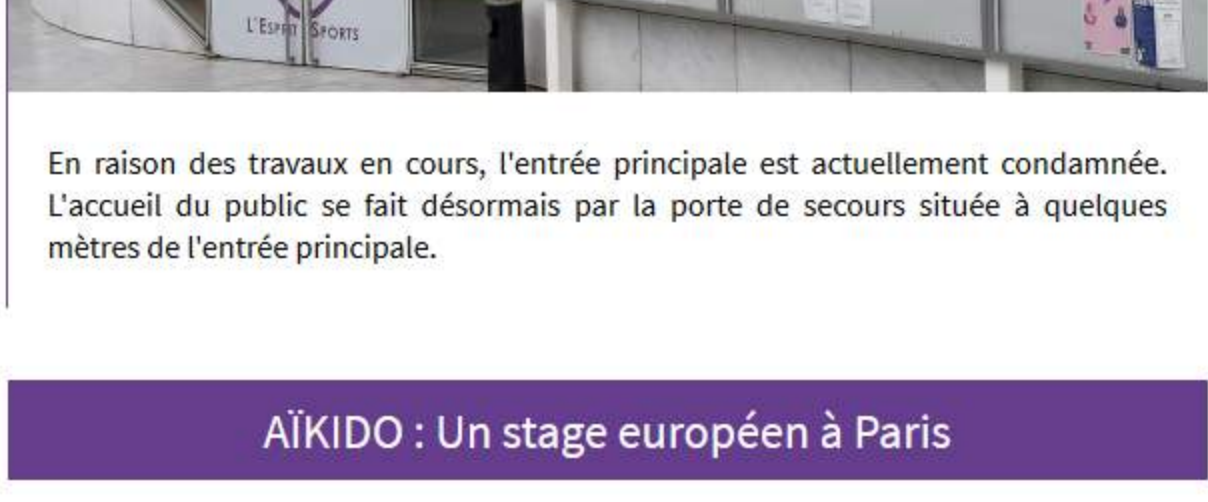 L'ESPRIT SPORTS
En raison des travaux en cours, l'entrée principale est actuellement condamnée.
L'accueil du public se fait désormais par la porte de secours située à quelques
mètres de l'entrée principale.
AÏKIDO : Un stage européen à Paris